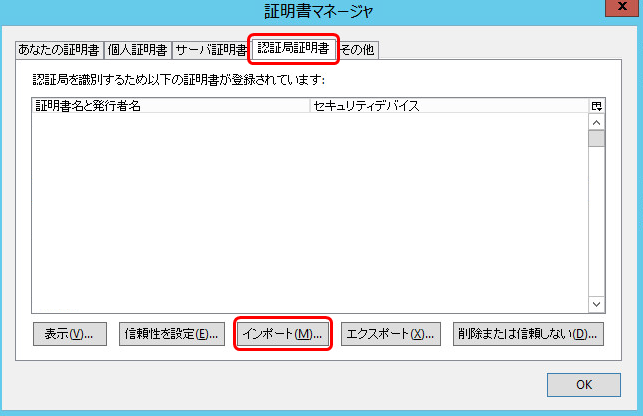 証明書マネージャ
x
あなたの証明書 個人証明書 サーバ証明書 認証局証明書 その他
認証局を識別するため以下の証明書が登録されています:
証明書名と発行者名 セキュリティデバイス
表示(V)... 信頼性を設定(E)... インポート(M)... エクスポート(X)... 削除または信頼しない(D)...
OK